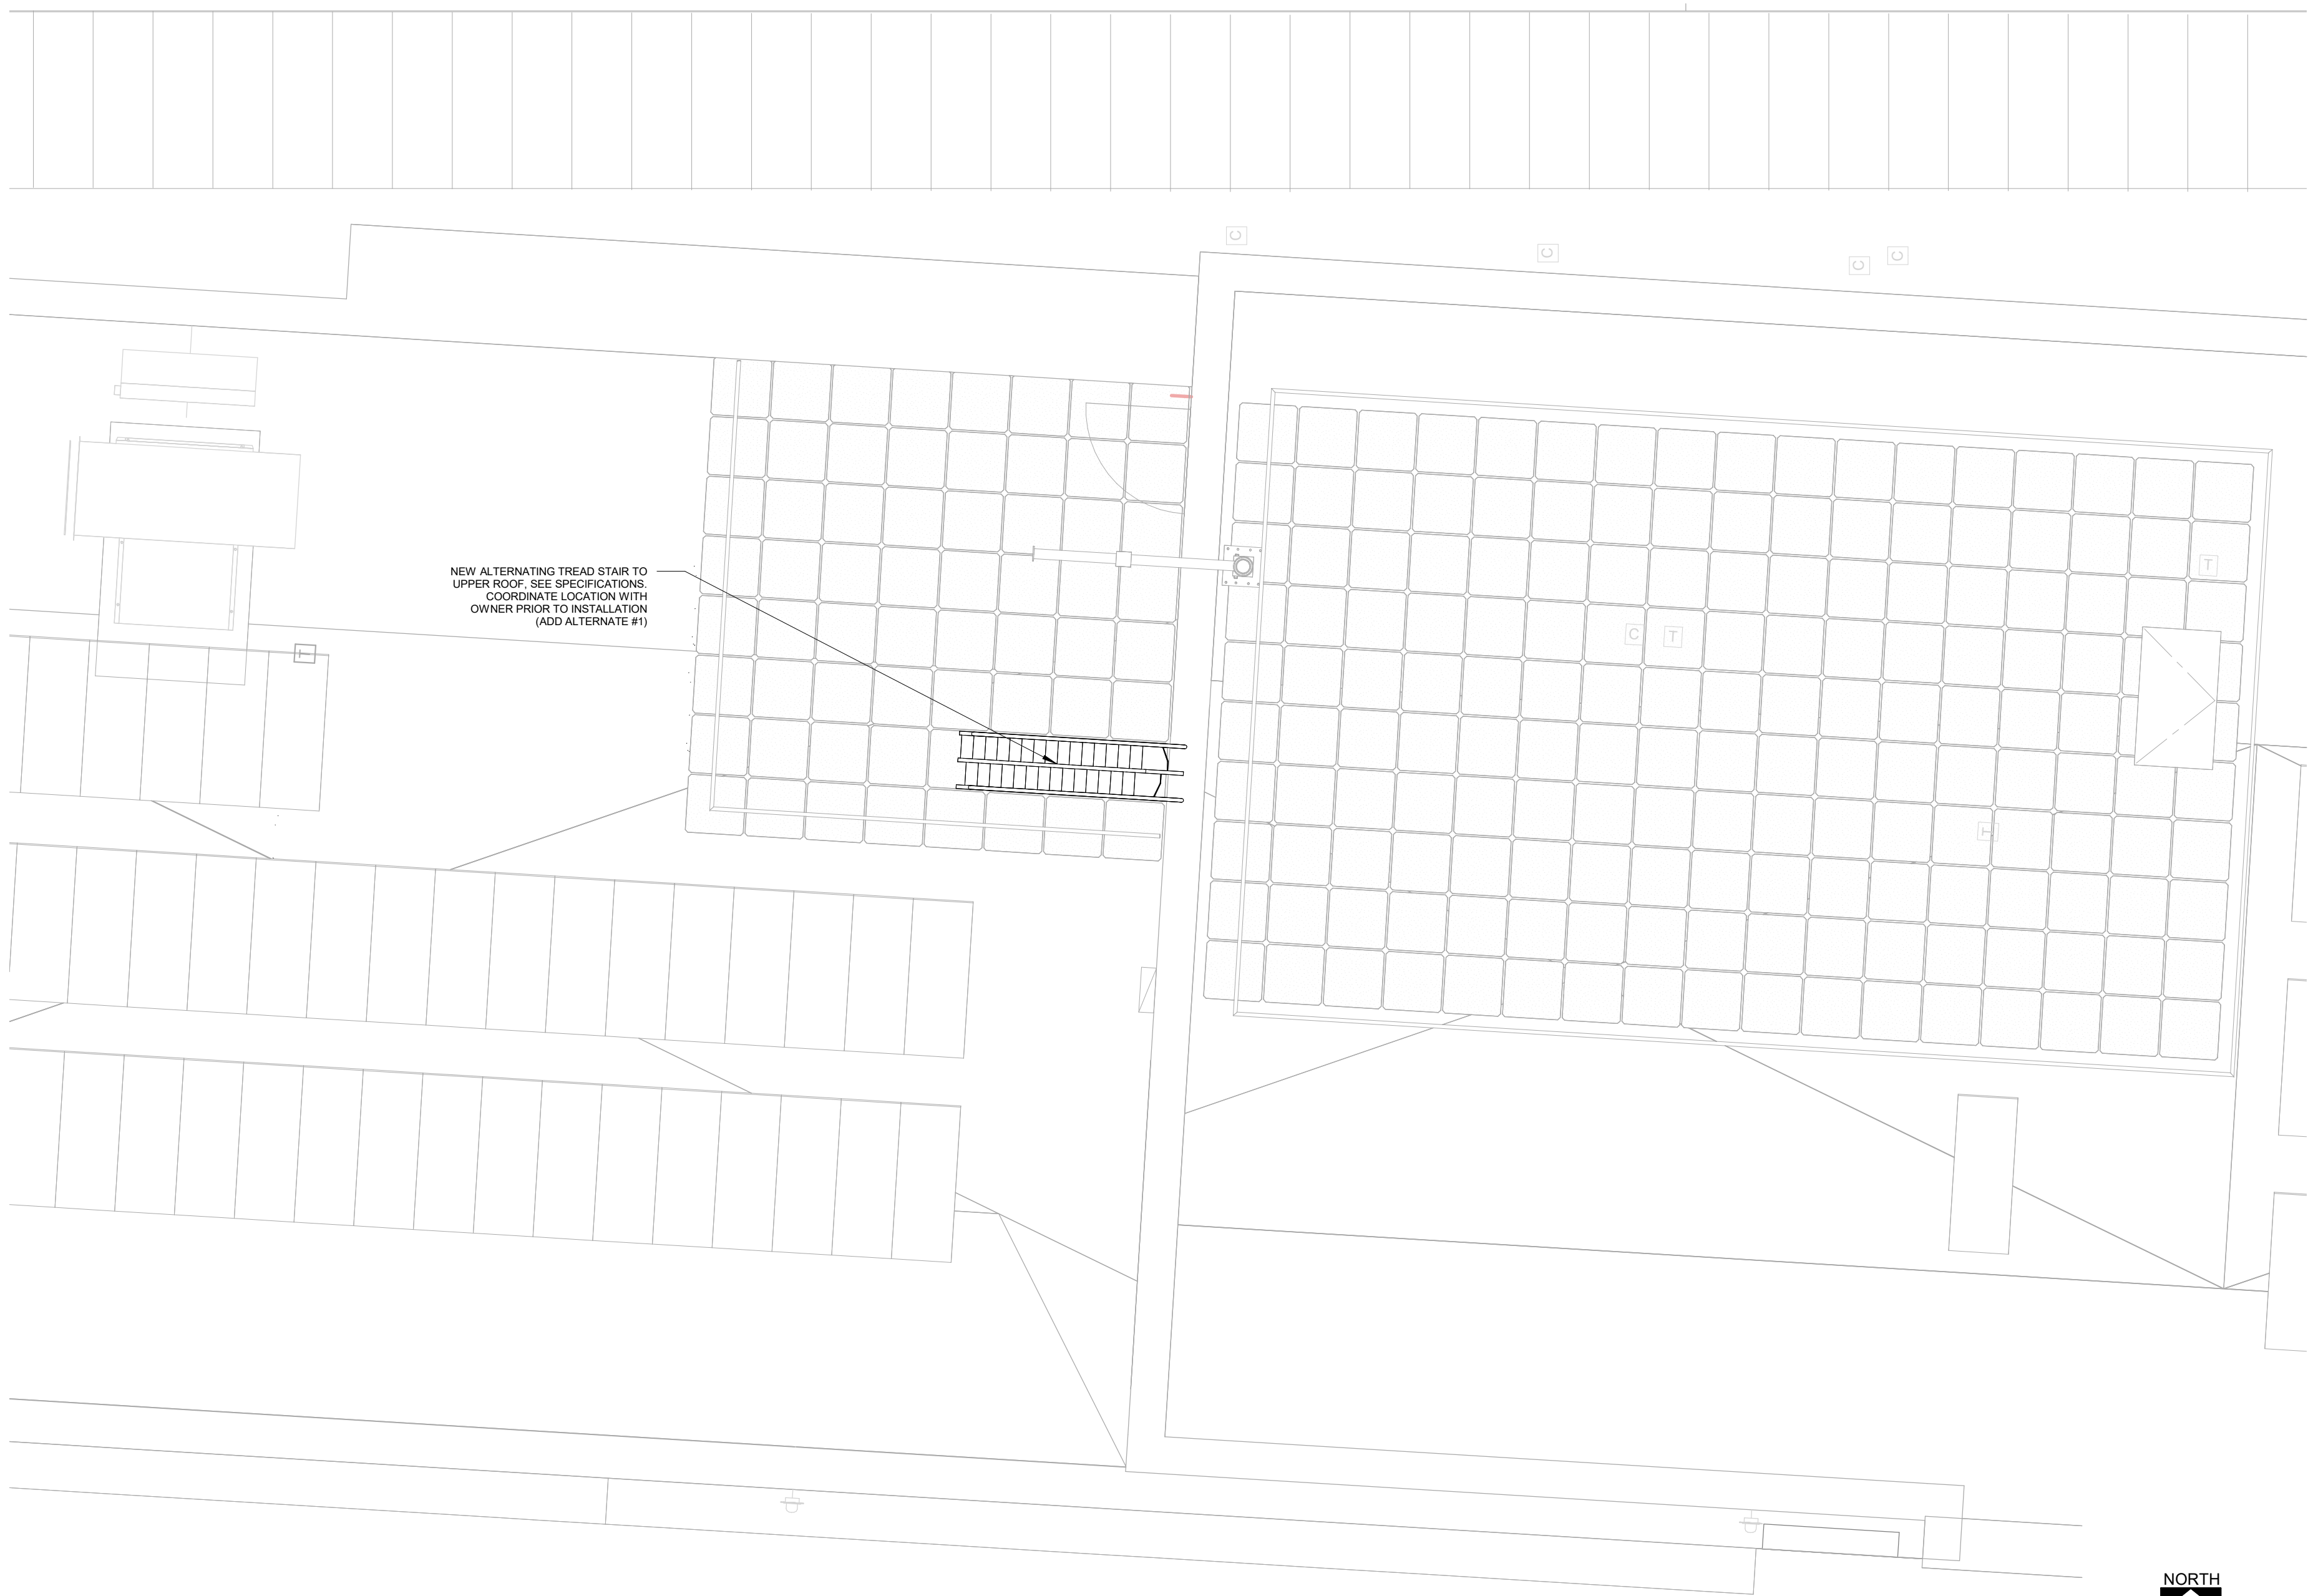 C
C
C
C
T
NEW ALTERNATING TREAD STAIR TO
UPPER ROOF, SEE SPECIFICATIONS.
COORDINATE LOCATION WITH
OWNER PRIOR TO INSTALLATION
(ADD ALTERNATE #1)
C
T
T
T
NORTH